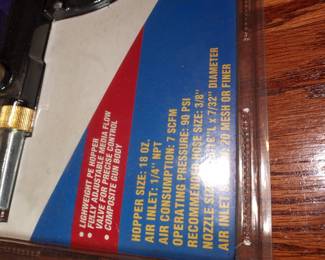 • LIGHWEIGHT PE HOPPER
• FULLY ADJUSTABLE MEDIA FLOW
VALVE FOR PRECISE CONTROL
• COMPOSITE GUN BODY
HOPPER SIZE: 18 OZ.
AIR INLET: 1/4" NPT
AIR CONSUMPTION: 7 SCFM
OPERATING PRESSURE: 90 PSI
RECOMMENDED HOSE SIZE: 3/8"
NOZZLE SIZE: "L x 7/32" DIAMETER
AIR INLET 20 MESH OR FINER